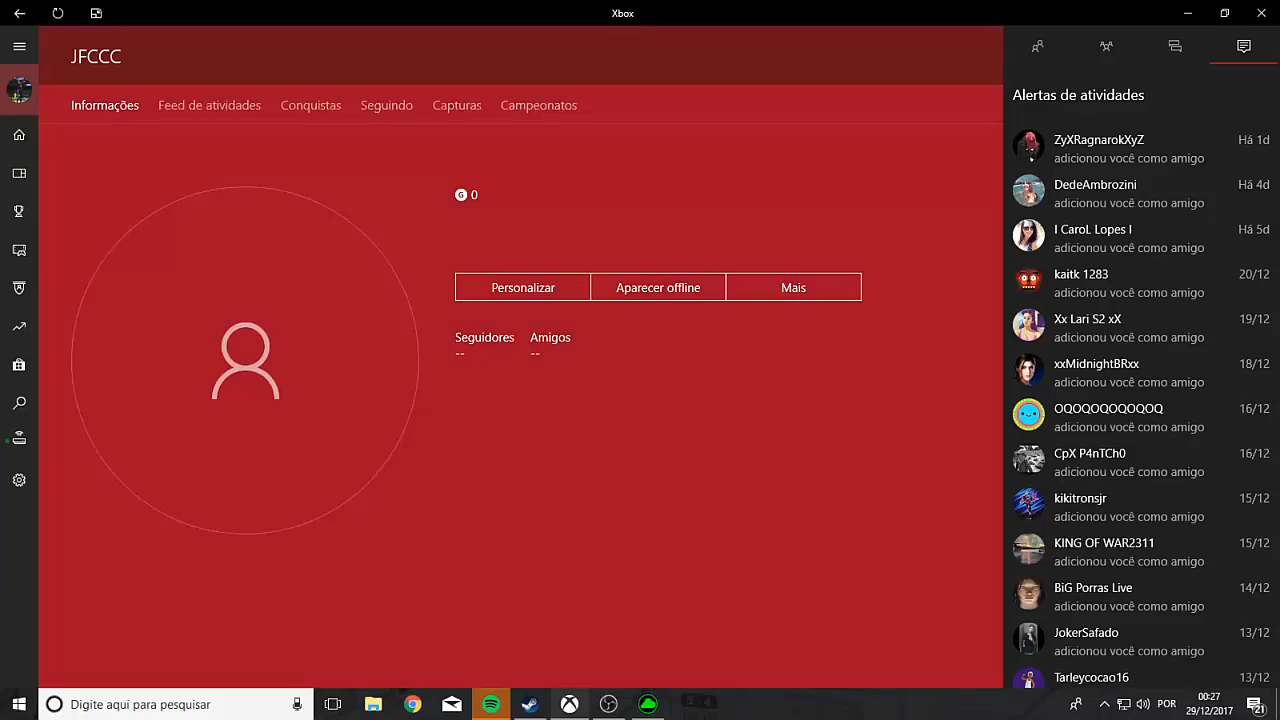 Xbox
JFCCC
Informações Feed de atividades Conquistas Seguindo Capturas Campeonatos
G 0
Personalizar Aparecer offline Mais
Seguidores Amigos
-- --
Alertas de atividades
ZyXRagnarokXyZ Há 1d
adicionou você como amigo
DedeAmbrozini Há 4d
adicionou você como amigo
I CaroL Lopes I Há 5d
adicionou você como amigo
kaitk 1283 20/12
adicionou você como amigo
Xx Lari S2 xX 19/12
adicionou você como amigo
xxMidnightBRxx 18/12
adicionou você como amigo
OQOQOQOQOQOQ 16/12
adicionou você como amigo
CpX P4nTCh0 16/12
adicionou você como amigo
kikitronsjr 15/12
adicionou você como amigo
KING OF WAR2311 15/12
adicionou você como amigo
BiG Porras Live 14/12
adicionou você como amigo
JokerSafado 13/12
adicionou você como amigo
Tarleycocao16 13/12
Digite aqui para pesquisar
POR
00:27
29/12/2017
21